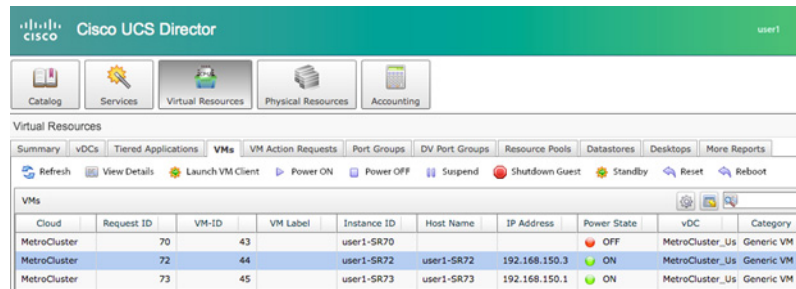 CISCO Cisco UCS Director user1
Catalog Services Virtual Resources Physical Resources Accounting
Virtual Resources
Summary vDCs Tiered Applications VMs VM Action Requests Port Groups DV Port Groups Resource Pools Datastores Desktops More Reports
Refresh View Details Launch VM Client Power ON Power OFF Suspend Shutdown Guest Standby Reset Reboot
VMs
Cloud Request ID VM-ID VM Label Instance ID Host Name IP Address Power State vDC Category
MetroCluster 70 43 user1-SR70 OFF MetroCluster_Us Generic VM
MetroCluster 72 44 user1-SR72 user1-SR72 192.168.150.3 ON MetroCluster_Us Generic VM
MetroCluster 73 45 user1-SR73 user1-SR73 192.168.150.1 ON MetroCluster_Us Generic VM